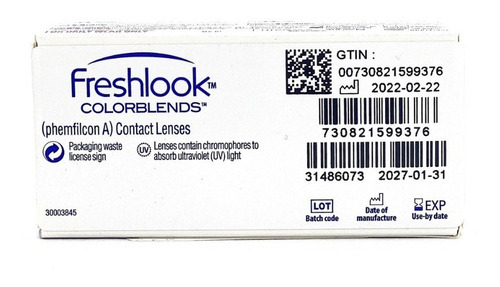 Freshlook™
COLORBLENDS™
(phemfilcon A) Contact Lenses
Packaging waste
license sign
UV
Lenses contain chromophores to
absorb ultraviolet (UV) light
30003845
GTIN :
00730821599376
2022-02-22
730821599376
31486073 2027-01-31
LOT
Batch code
Date of
manufacture
EXP
Use-by date